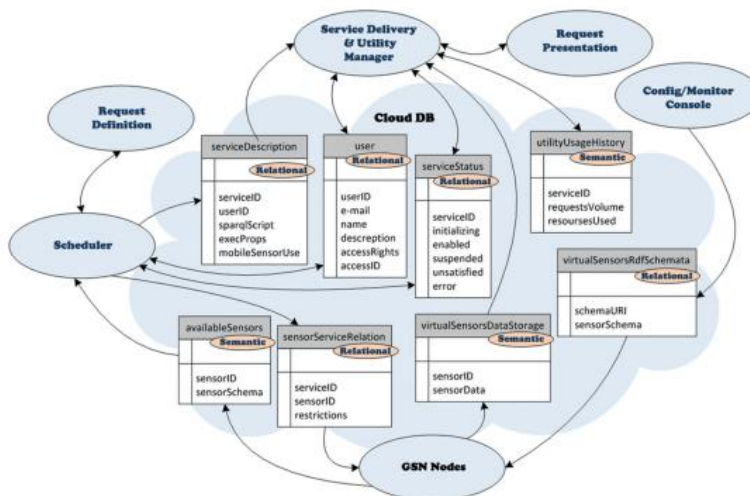 Service Delivery
& Utility
Manager
Request
Presentation
Config/Monitor
Console
Request
Definition
Cloud DB
serviceDescription
Relational
serviceID
userID
sparqlScript
execProps
mobileSensorUse
user
Relational
userID
e-mail
name
descreption
accessRights
accessID
serviceStatus
Relational
serviceID
initializing
enabled
suspended
unsatisfied
error
utilityUsageHistory
Semantic
serviceID
requestsVolume
resoursesUsed
Scheduler
virtualSensorsRdfSchemata
Relational
schemaURI
sensorSchema
availableSensors
Semantic
sensorID
sensorSchema
sensorServiceRelation
Relational
serviceID
sensorID
restrictions
virtualSensorsDataStorage
Semantic
sensorID
sensorData
GSN Nodes